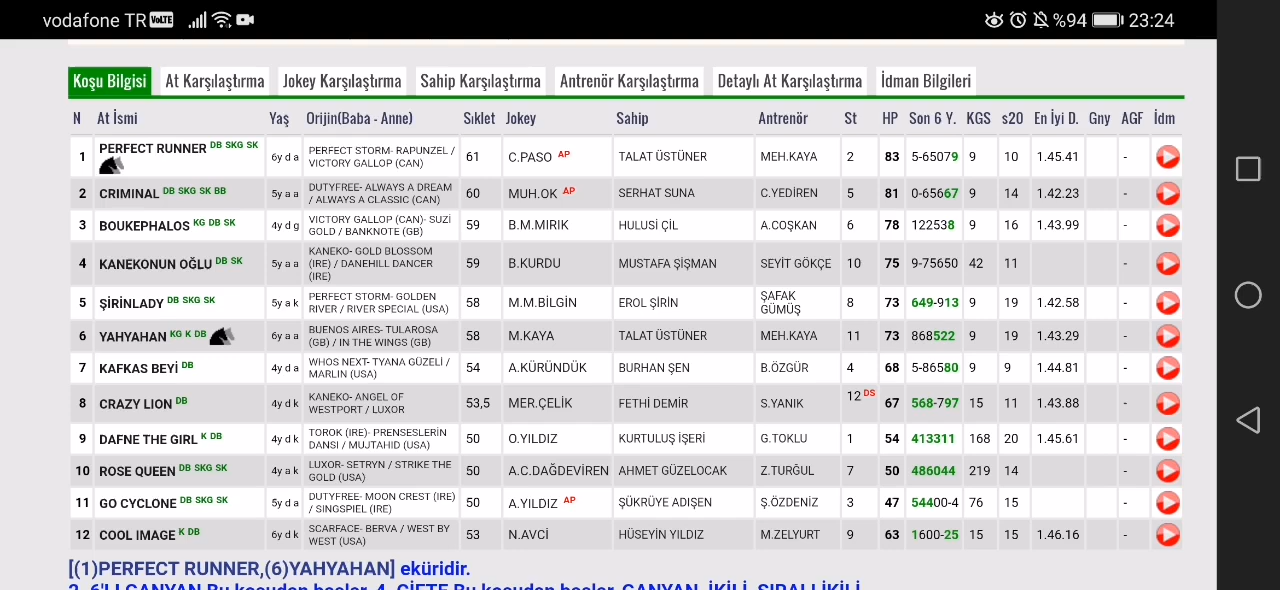 vodafone TR VoLTE %94 23:24
Koşu Bilgisi At Karşılaştırma Jokey Karşılaştırma Sahip Karşılaştırma Antrenör Karşılaştırma Detaylı At Karşılaştırma İdman Bilgileri
N At İsmi Yaş Orijin(Baba - Anne) Sıklet Jokey Sahip Antrenör St HP Son 6 Y. KGS s20 En İyi D. Gny AGF İdm
1 PERFECT RUNNER DB SKG SK 6y d a PERFECT STORM- RAPUNZEL / VICTORY GALLOP (CAN) 61 C.PASO AP TALAT ÜSTÜNER MEH.KAYA 2 83 5-65079 9 10 1.45.41 -
2 CRIMINAL DB SKG SK BB 5y a a DUTYFREE- ALWAYS A DREAM / ALWAYS A CLASSIC (CAN) 60 MUH.OK AP SERHAT SUNA C.YEDİREN 5 81 0-65667 9 14 1.42.23 -
3 BOUKEPHALOS KG DB SK 4y d g VICTORY GALLOP (CAN)- SUZİ GOLD / BANKNOTE (GB) 59 B.M.MIRIK HULUSİ ÇİL A.COŞKAN 6 78 122538 9 16 1.43.99 -
4 KANEKONUN OĞLU DB SK 5y a a KANEKO- GOLD BLOSSOM (IRE) / DANEHILL DANCER (IRE) 59 B.KURDU MUSTAFA ŞİŞMAN SEYİT GÖKÇE 10 75 9-75650 42 11 -
5 ŞİRİNLADY DB SKG SK 5y a k PERFECT STORM- GOLDEN RIVER / RIVER SPECIAL (USA) 58 M.M.BİLGİN EROL ŞİRİN ŞAFAK GÜMÜŞ 8 73 649-913 9 19 1.42.58 -
6 YAHYAHAN KG K DB 6y a a BUENOS AIRES- TULAROSA (GB) / IN THE WINGS (GB) 58 M.KAYA TALAT ÜSTÜNER MEH.KAYA 11 73 868522 9 19 1.43.29 -
7 KAFKAS BEYİ DB 4y d a WHOS NEXT- TYANA GÜZELİ / MARLIN (USA) 54 A.KÜRÜNDÜK BURHAN ŞEN B.ÖZGÜR 4 68 5-86580 9 9 1.44.81 -
8 CRAZY LION DB 4y d k KANEKO- ANGEL OF WESTPORT / LUXOR 53,5 MER.ÇELİK FETHİ DEMİR S.YANIK 12 DS 67 568-797 15 11 1.43.88 -
9 DAFNE THE GIRL K DB 4y d k TOROK (IRE)- PRENSESLERİN DANSI / MUJTAHID (USA) 50 O.YILDIZ KURTULUŞ İŞERİ G.TOKLU 1 54 413311 168 20 1.45.61 -
10 ROSE QUEEN DB SKG SK 4y a k LUXOR- SETRYN / STRIKE THE GOLD (USA) 50 A.C.DAĞDEVİREN AHMET GÜZELOCAK Z.TURĞUL 7 50 486044 219 14 -
11 GO CYCLONE DB SKG SK 5y d a DUTYFREE- MOON CREST (IRE) / SINGSPIEL (IRE) 50 A.YILDIZ AP ŞÜKRÜYE ADIŞEN Ş.ÖZDENİZ 3 47 54400-4 76 15 -
12 COOL IMAGE K DB 6y d k SCARFACE- BERVA / WEST BY WEST (USA) 53 N.AVCİ HÜSEYİN YILDIZ M.ZELYURT 9 63 1600-25 15 15 1.46.16 -
[(1)PERFECT RUNNER,(6)YAHYAHAN] eküridir.